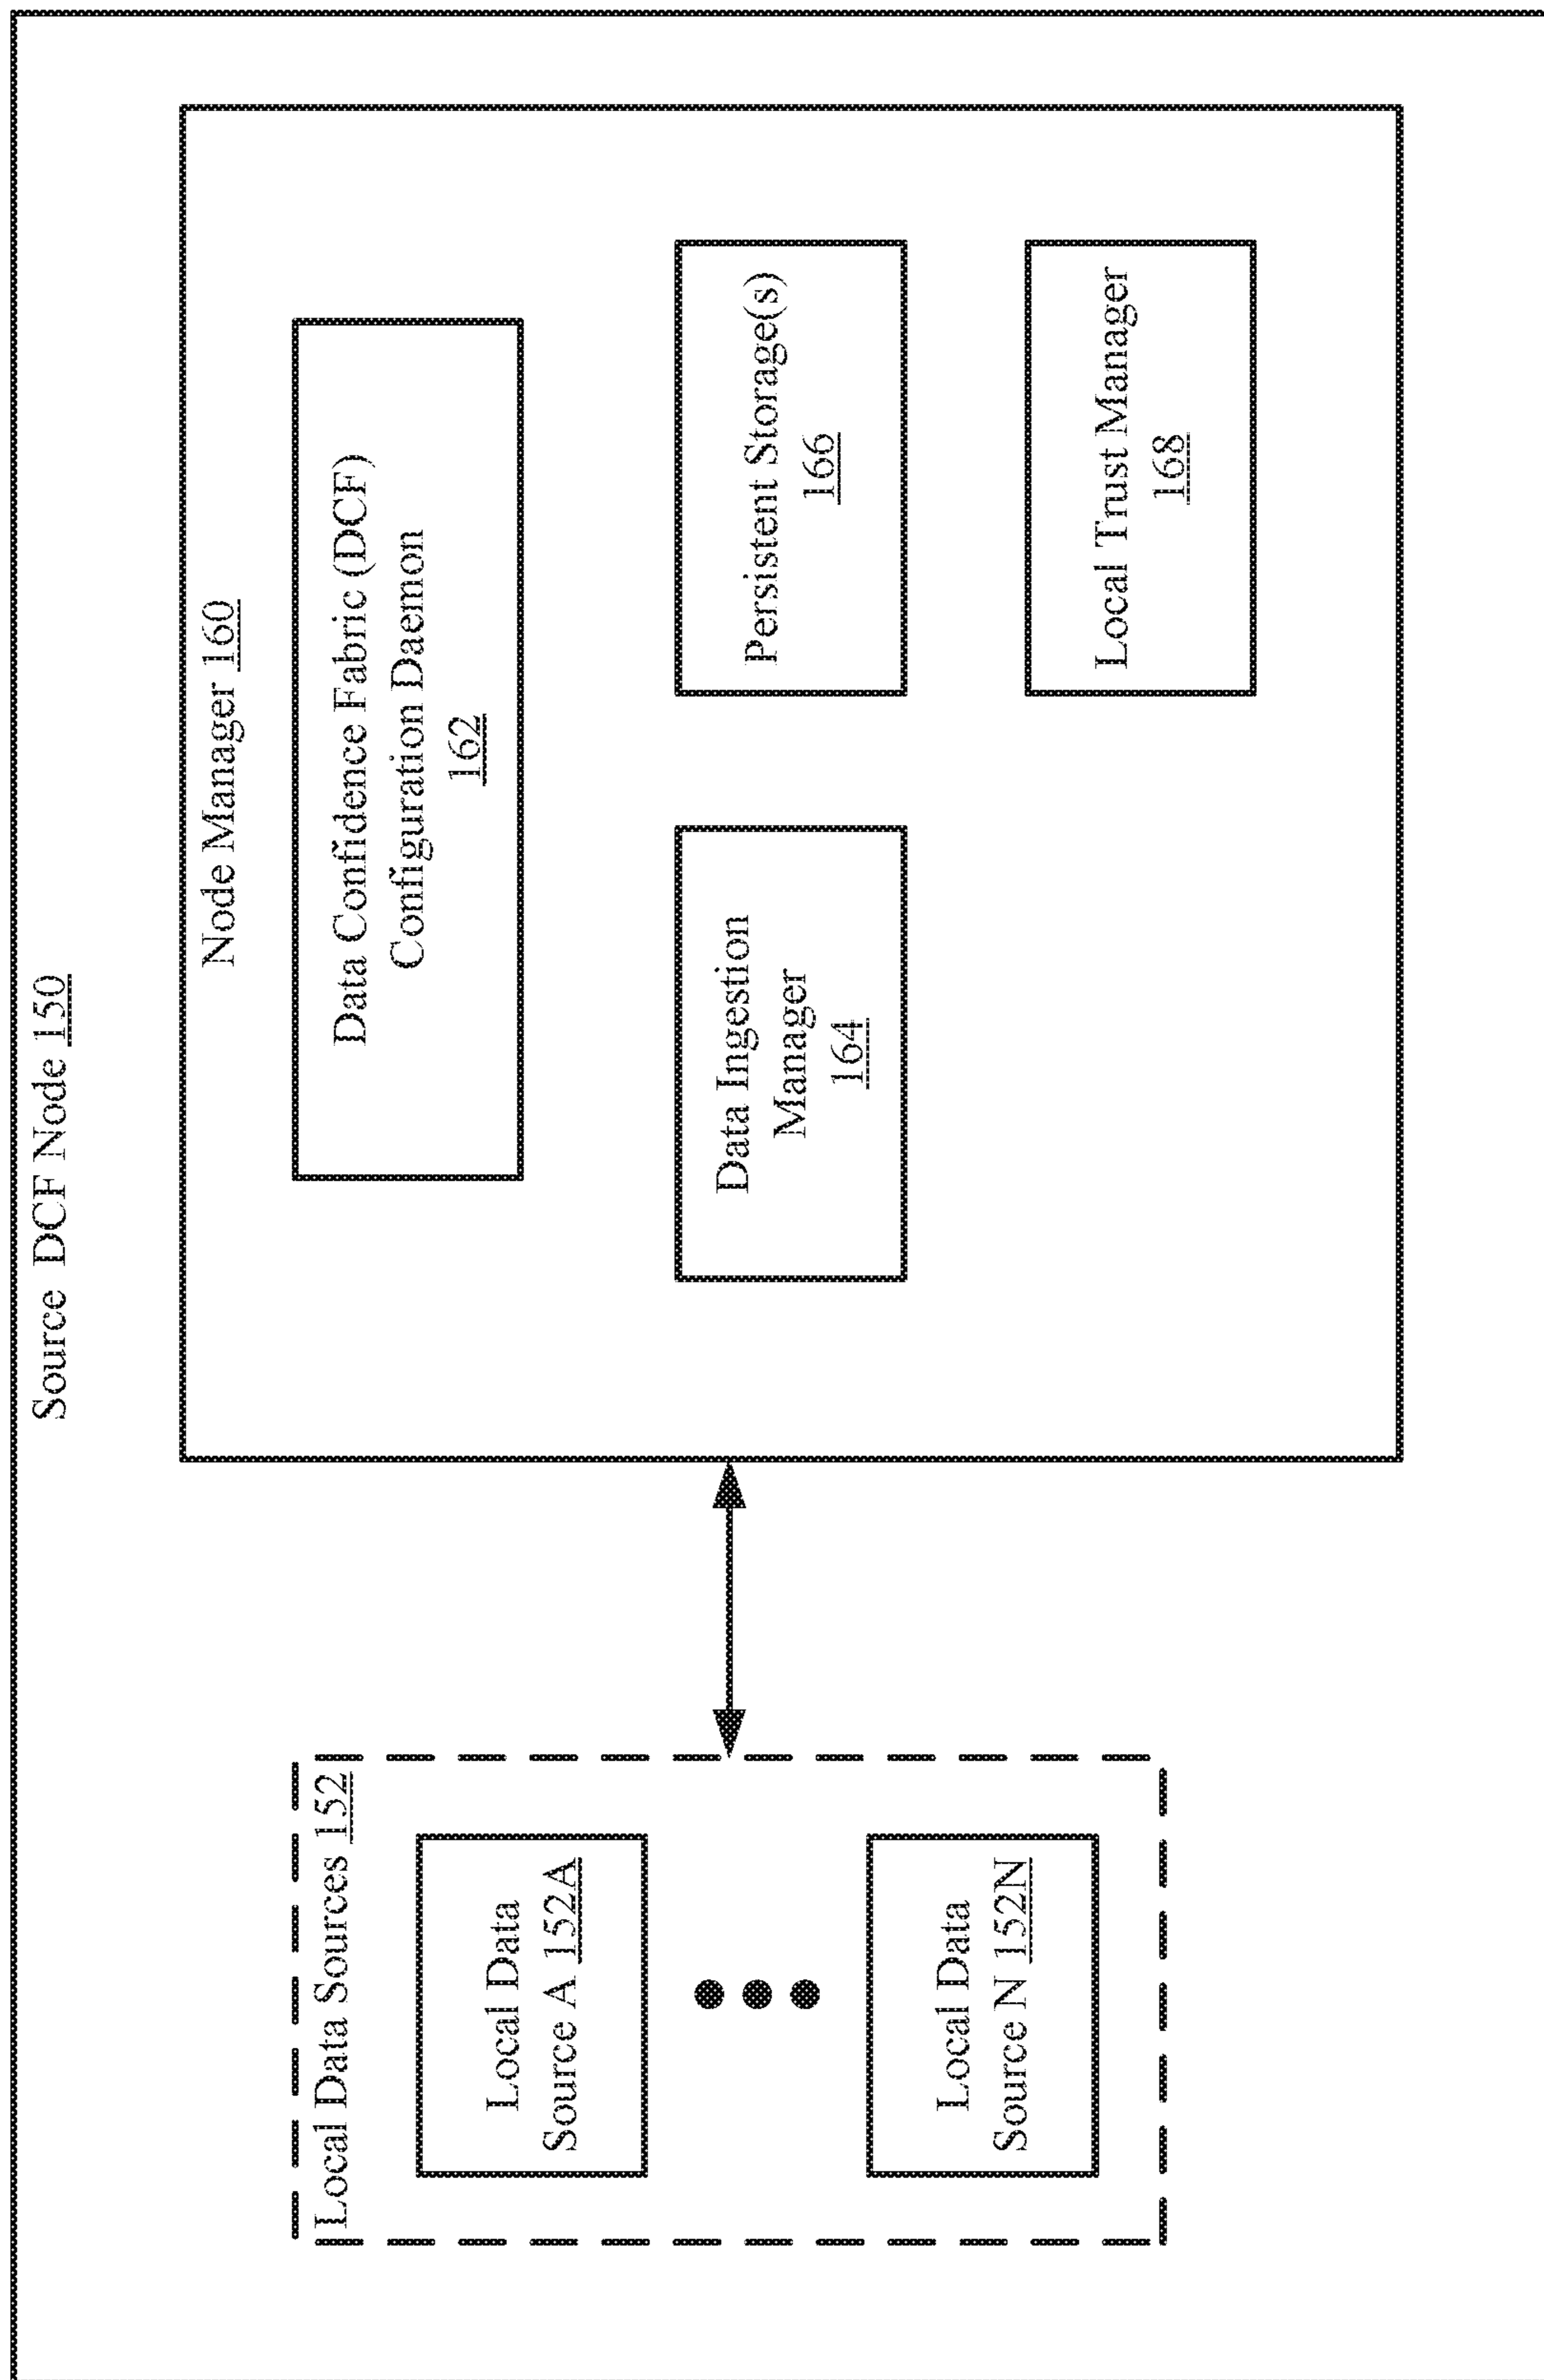 Source DCF Node 150
Local Data Sources 152
Local Data
Source A 152A
Local Data
Source N 152N
Node Manager 160
Data Confidence Fabric (DCF)
Configuration Daemon
162
Data Ingestion
Manager
164
Persistent Storage(s)
166
Local Trust Manager
168